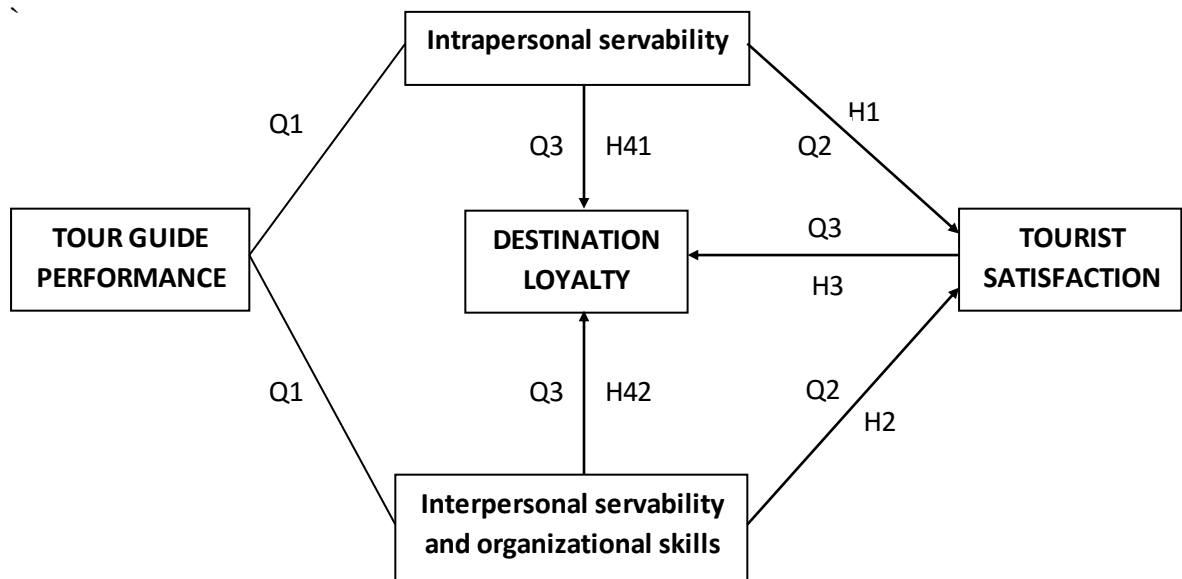 `
Intrapersonal servability
Q1
Q3
H41
H1
Q2
TOUR GUIDE
PERFORMANCE
DESTINATION
LOYALTY
Q3
H3
TOURIST
SATISFACTION
Q1
Q3
H42
Q2
H2
Interpersonal servability
and organizational skills